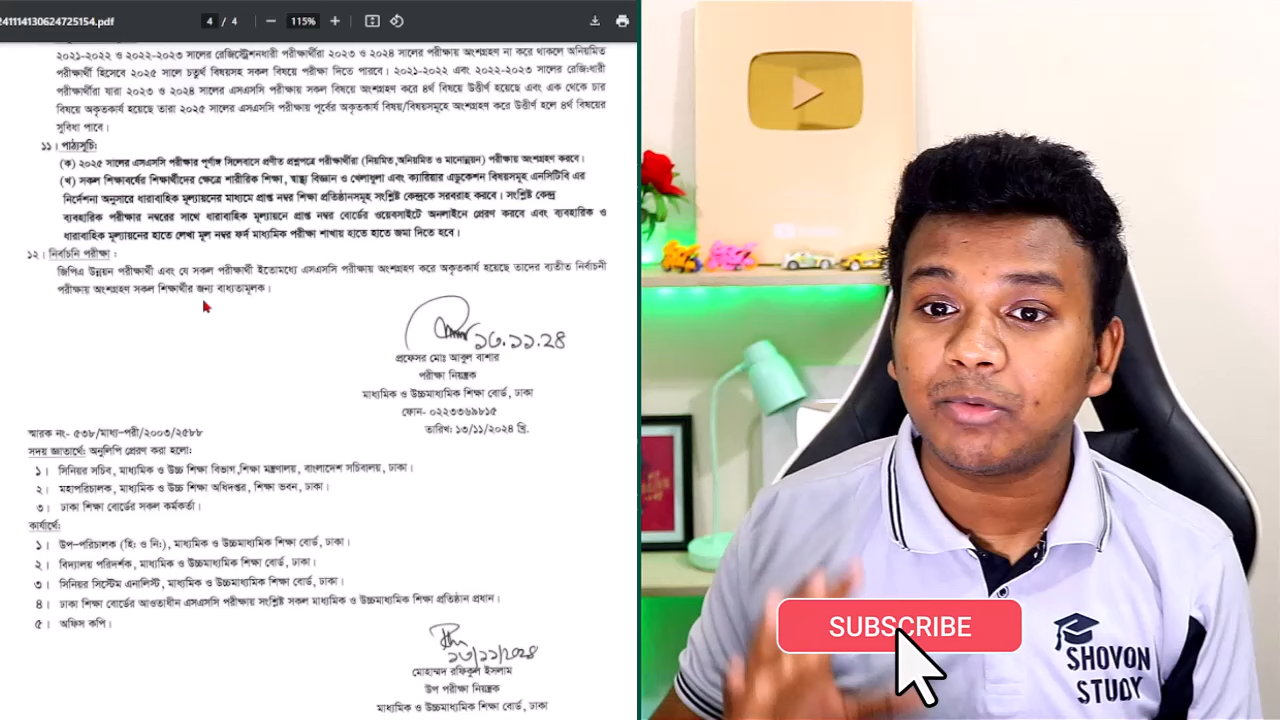 24111413062472515​4.pdf
4 / 4
115%
২০২১-২০২২ ও ২০২২-২০২৩ সালের রেজিস্ট্রেশনধারী পরীক্ষার্থীরা ২০২৩ ও ২০২৪ সালের পরীক্ষায় অংশগ্রহণ না করে থাকলে অনিয়মিত
পরীক্ষার্থী হিসেবে ২০২৫ সালে চতুর্থ বিষয়সহ সকল বিষয়ে পরীক্ষা দিতে পারবে। ২০২১-২০২২ এবং ২০২২-২০২৩ সালের রেজিঃধারী
পরীক্ষার্থীরা যারা ২০২৩ ও ২০২৪ সালের এসএসসি পরীক্ষায় সকল বিষয়ে অংশগ্রহণ করে ৪র্থ বিষয়ে উত্তীর্ণ হয়েছে এবং এক থেকে চার
বিষয়ে অকৃতকার্য হয়েছে তারা ২০২৫ সালের এসএসসি পরীক্ষায় পূর্বের অকৃতকার্য বিষয়/বিষয়সমূহে অংশগ্রহণ করে উত্তীর্ণ হলে ৪র্থ বিষয়ের
সুবিধা পাবে।
১১। পাঠ্যসূচি:
(ক) ২০২৫ সালের এসএসসি পরীক্ষার পূর্ণাঙ্গ সিলেবাসে প্রণীত প্রশ্নপত্রে পরীক্ষার্থীরা (নিয়মিত,অনিয়মিত ও মানোন্নয়ন) পরীক্ষায় অংশগ্রহণ করবে।
(খ) সকল শিক্ষাবর্ষের শিক্ষার্থীদের ক্ষেত্রে শারীরিক শিক্ষা, স্বাস্থ্য বিজ্ঞান ও খেলাধুলা এবং ক্যারিয়ার এডুকেশন বিষয়সমূহ এনসিটিবি এর
নির্দেশনা অনুসারে ধারাবাহিক মূল্যায়নের মাধ্যমে প্রাপ্ত নম্বর শিক্ষা প্রতিষ্ঠানসমূহ সংশ্লিষ্ট কেন্দ্রকে সরবরাহ করবে। সংশ্লিষ্ট কেন্দ্র
ব্যবহারিক পরীক্ষার নম্বরের সাথে ধারাবাহিক মূল্যায়নে প্রাপ্ত নম্বর বোর্ডের ওয়েবসাইটে অনলাইনে প্রেরণ করবে এবং ব্যবহারিক ও
ধারাবাহিক মূল্যায়নের হাতে লেখা মূল নম্বর ফর্দ মাধ্যমিক পরীক্ষা শাখায় হাতে হাতে জমা দিতে হবে।
১২। নির্বাচনি পরীক্ষা :
জিপিএ উন্নয়ন পরীক্ষার্থী এবং যে সকল পরীক্ষার্থী ইতোমধ্যে এসএসসি পরীক্ষায় অংশগ্রহণ করে অকৃতকার্য হয়েছে তাদের ব্যতীত নির্বাচনী
পরীক্ষায় অংশগ্রহণ সকল শিক্ষার্থীর জন্য বাধ্যতামূলক।
১৩.১১.২৪
প্রফেসর মোঃ আবুল বাশার
পরীক্ষা নিয়ন্ত্রক
মাধ্যমিক ও উচ্চমাধ্যমিক শিক্ষা বোর্ড, ঢাকা
ফোন- ০২২৩৩৬৯৮১৫
তারিখ: ১৩/১১/২০২৪ খ্রি.
স্মারক নং- ৫৩৮/মাধ্য-পরী/২০০৩/২৫৮৮
সদয় জ্ঞাতার্থে: অনুলিপি প্রেরণ করা হলো:
১। সিনিয়র সচিব, মাধ্যমিক ও উচ্চ শিক্ষা বিভাগ,শিক্ষা মন্ত্রণালয়, বাংলাদেশ সচিবালয়, ঢাকা।
২। মহাপরিচালক, মাধ্যমিক ও উচ্চ শিক্ষা অধিদপ্তর, শিক্ষা ভবন, ঢাকা।
৩। ঢাকা শিক্ষা বোর্ডের সকল কর্মকর্তা।
কার্যার্থে:
১। উপ-পরিচালক (হি: ও নি:), মাধ্যমিক ও উচ্চমাধ্যমিক শিক্ষা বোর্ড, ঢাকা।
২। বিদ্যালয় পরিদর্শক, মাধ্যমিক ও উচ্চমাধ্যমিক শিক্ষা বোর্ড, ঢাকা।
৩। সিনিয়র সিস্টেম এনালিস্ট, মাধ্যমিক ও উচ্চমাধ্যমিক শিক্ষা বোর্ড, ঢাকা।
৪। ঢাকা শিক্ষা বোর্ডের আওতাধীন এসএসসি পরীক্ষায় সংশ্লিষ্ট সকল মাধ্যমিক ও উচ্চমাধ্যমিক শিক্ষা প্রতিষ্ঠান প্রধান।
৫। অফিস কপি।
১৩/১১/২০২৪
মোহাম্মদ রফিকুল ইসলাম
উপ পরীক্ষা নিয়ন্ত্রক
মাধ্যমিক ও উচ্চমাধ্যমিক শিক্ষা বোর্ড, ঢাকা
SUBSCRIBE
SHOVON
STUDY